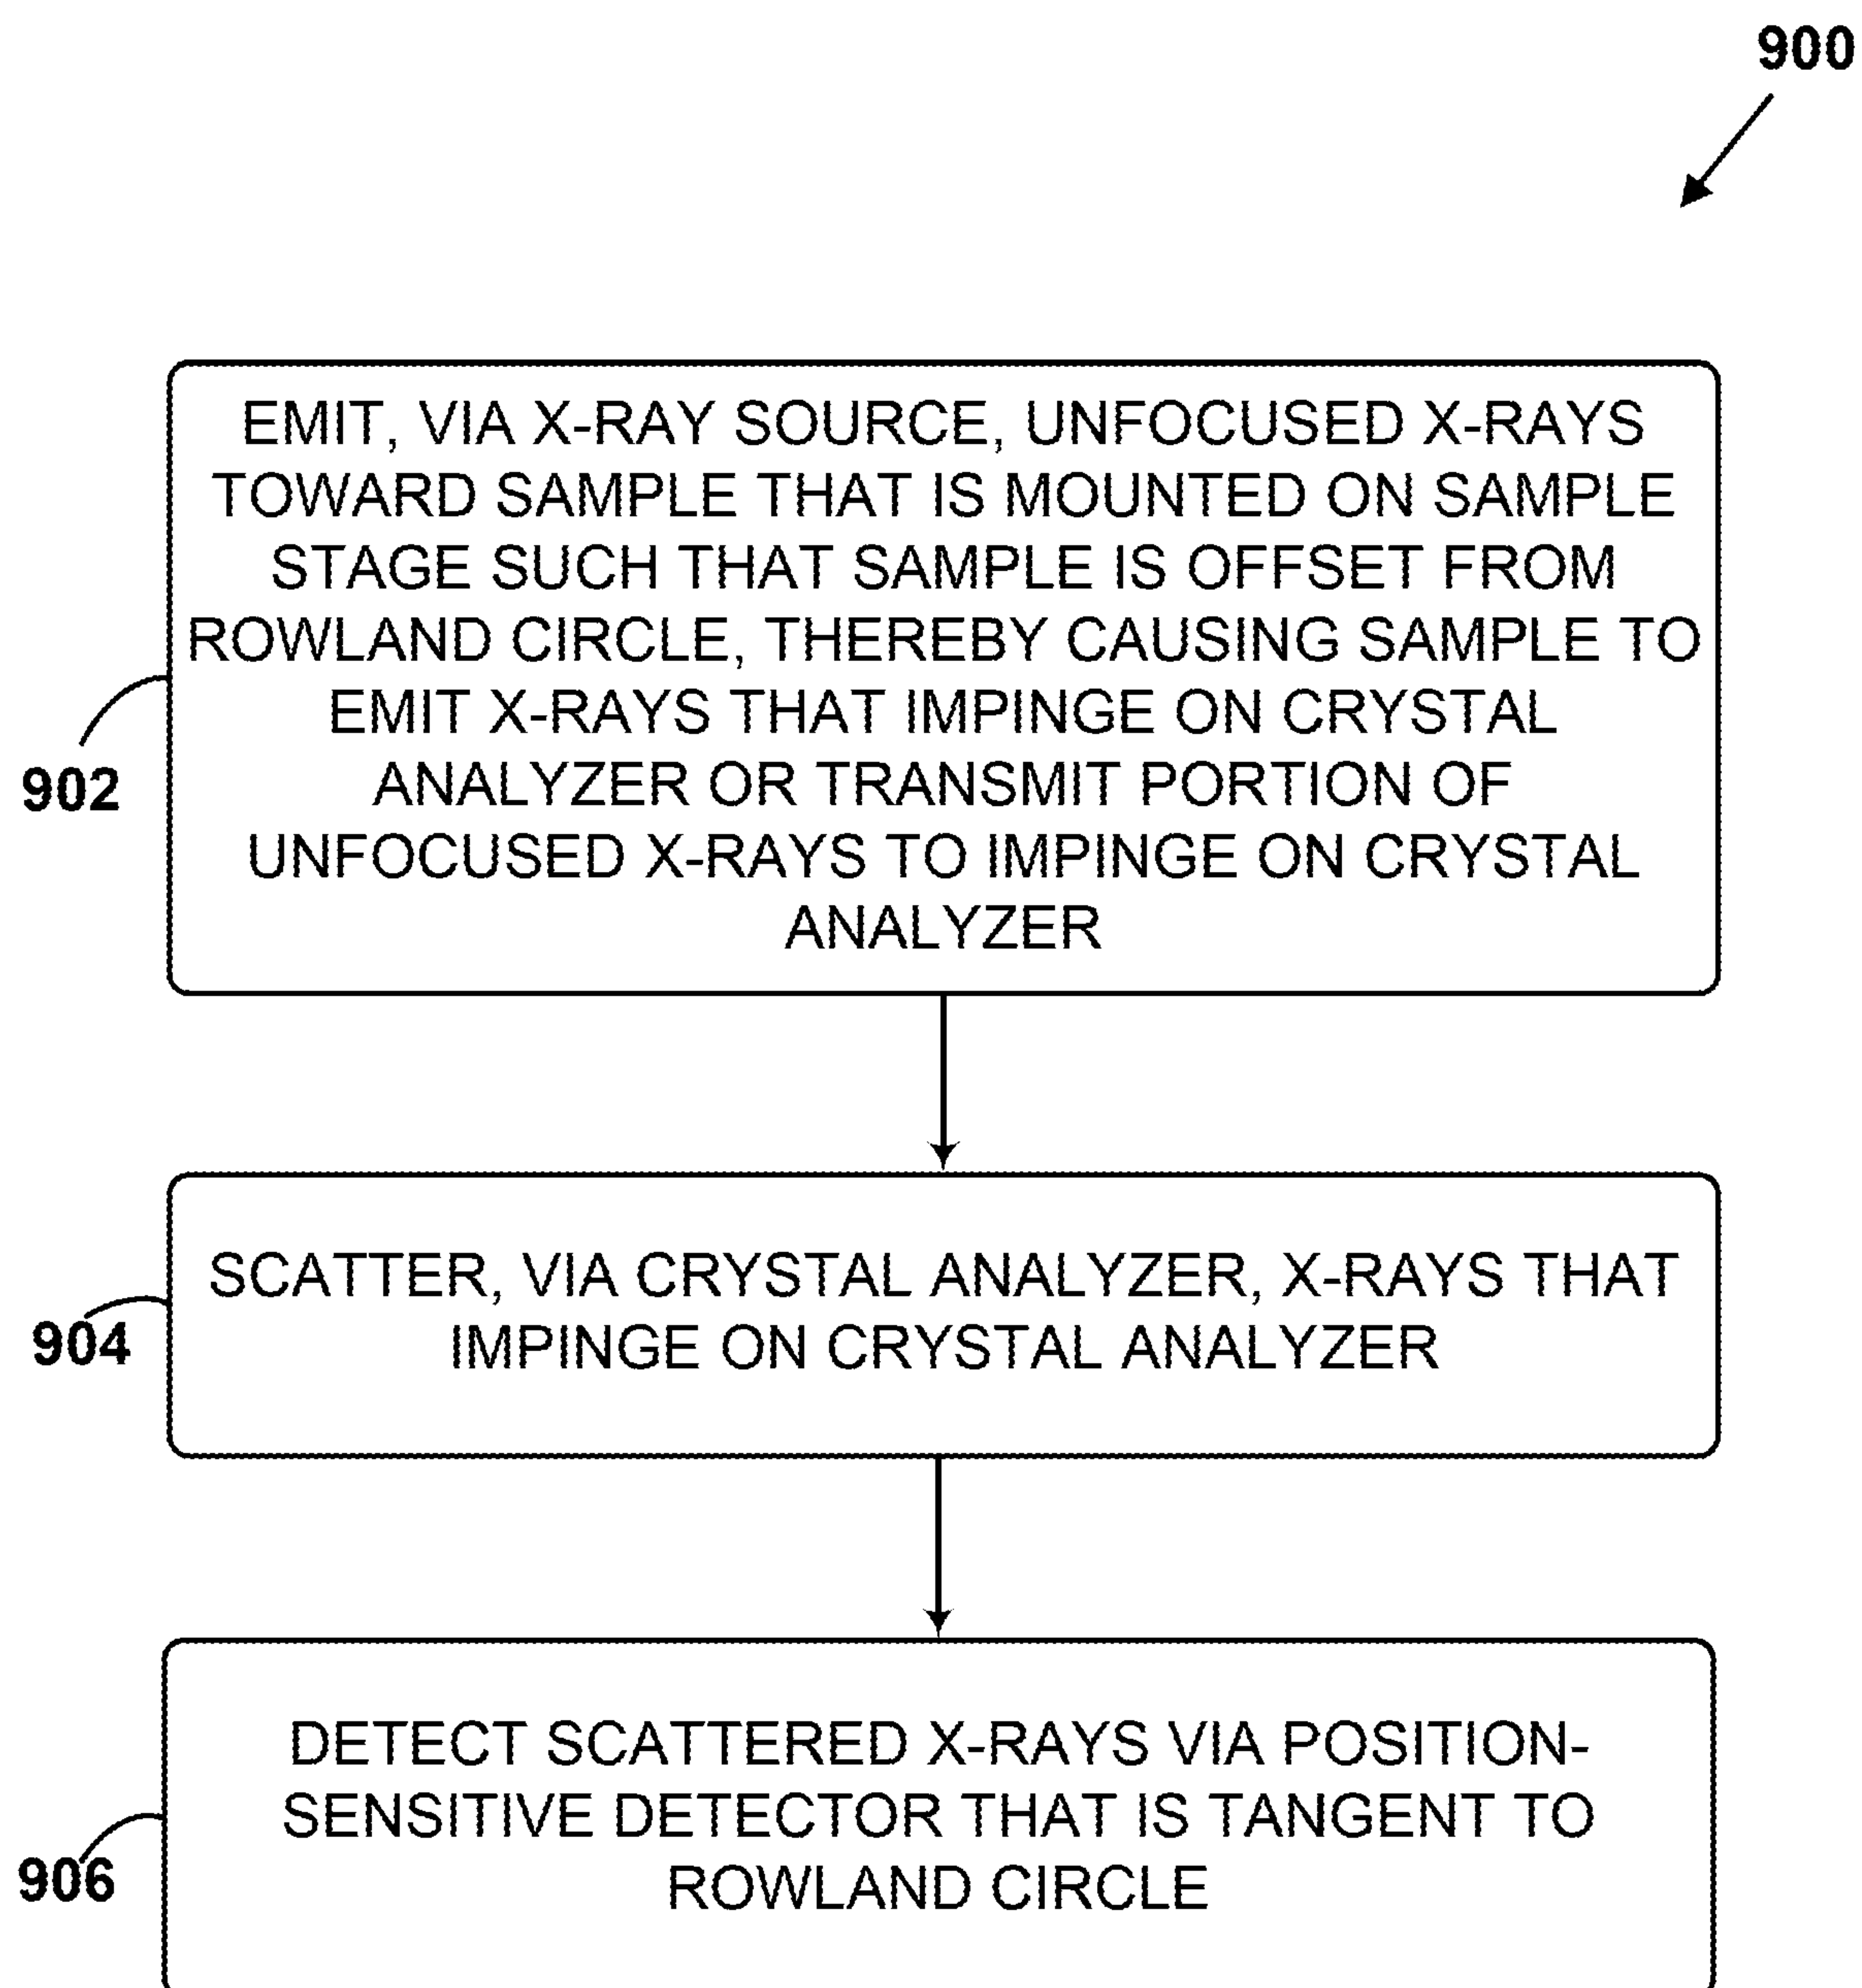 900
EMIT, VIA X-RAY SOURCE, UNFOCUSED X-RAYS
TOWARD SAMPLE THAT IS MOUNTED ON SAMPLE
STAGE SUCH THAT SAMPLE IS OFFSET FROM
ROWLAND CIRCLE, THEREBY CAUSING SAMPLE TO
EMIT X-RAYS THAT IMPINGE ON CRYSTAL
ANALYZER OR TRANSMIT PORTION OF
UNFOCUSED X-RAYS TO IMPINGE ON CRYSTAL
ANALYZER
902
SCATTER, VIA CRYSTAL ANALYZER, X-RAYS THAT
IMPINGE ON CRYSTAL ANALYZER
904
DETECT SCATTERED X-RAYS VIA POSITION-
SENSITIVE DETECTOR THAT IS TANGENT TO
ROWLAND CIRCLE
906